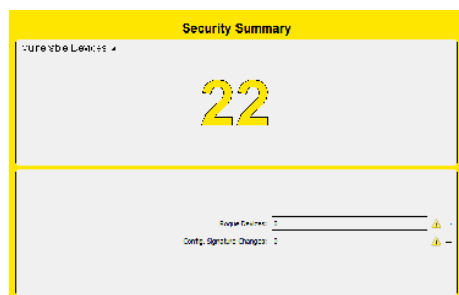 Security Summary
Vulnerable Devices
22
Rogue Devices: 0
Config. Signature Changes: 0